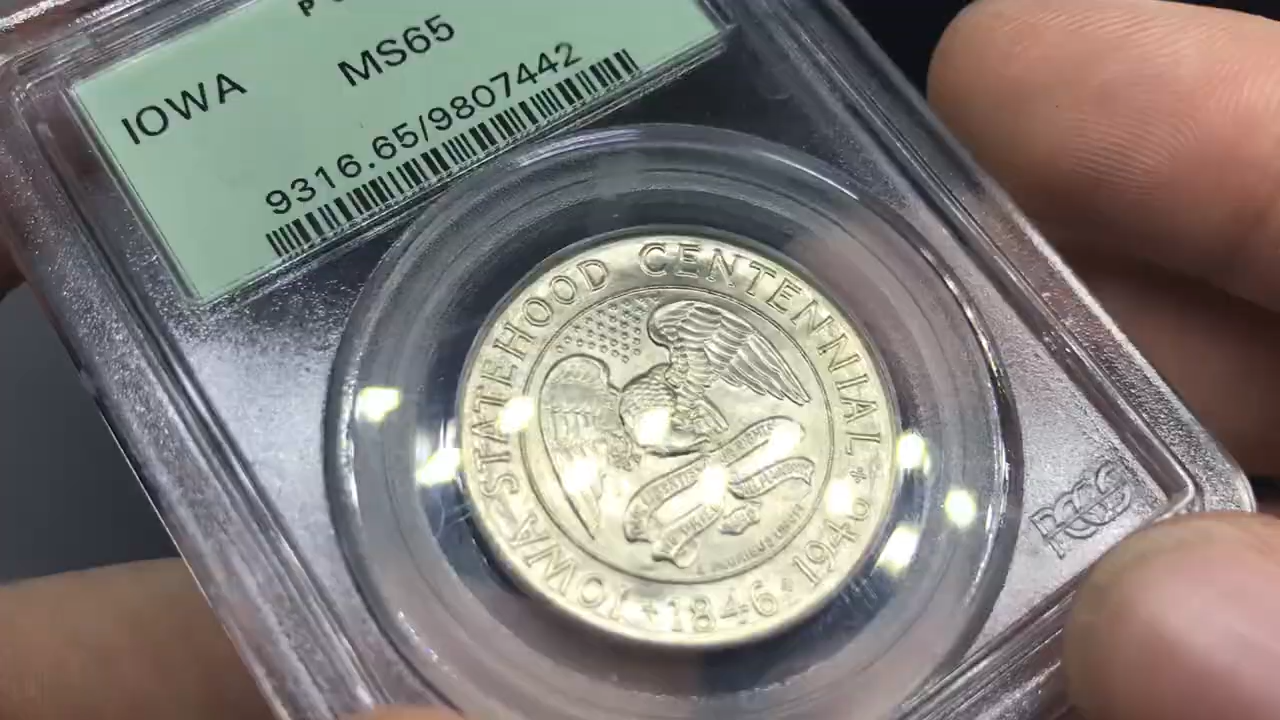 IOWA MS65
9316.65/9807442
IOWA STATEHOOD CENTENNIAL * 1846 * 1946 *
PCGS